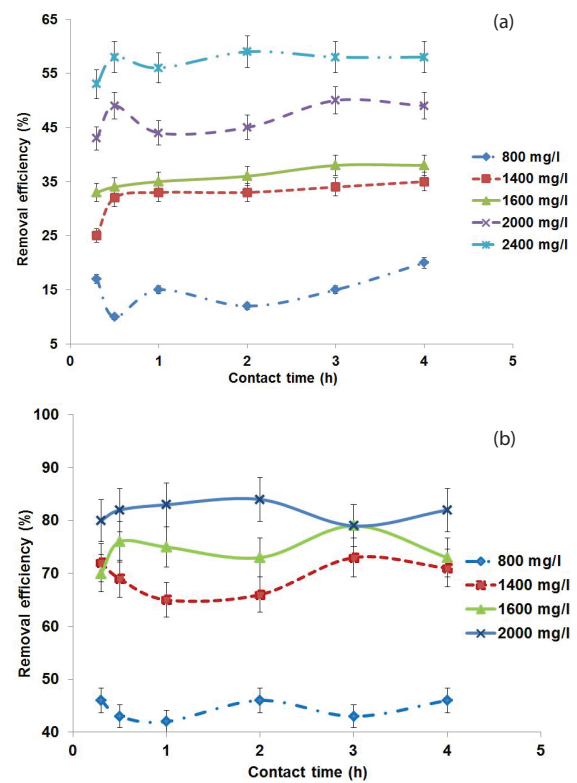 (a)
Removal efficiency (%)
65
55
45
35
25
15
5
0 1 2 3 4 5
Contact time (h)
800 mg/l
1400 mg/l
1600 mg/l
2000 mg/l
2400 mg/l
(b)
Removal efficiency (%)
100
90
80
70
60
50
40
0 1 2 3 4 5
Contact time (h)
800 mg/l
1400 mg/l
1600 mg/l
2000 mg/l